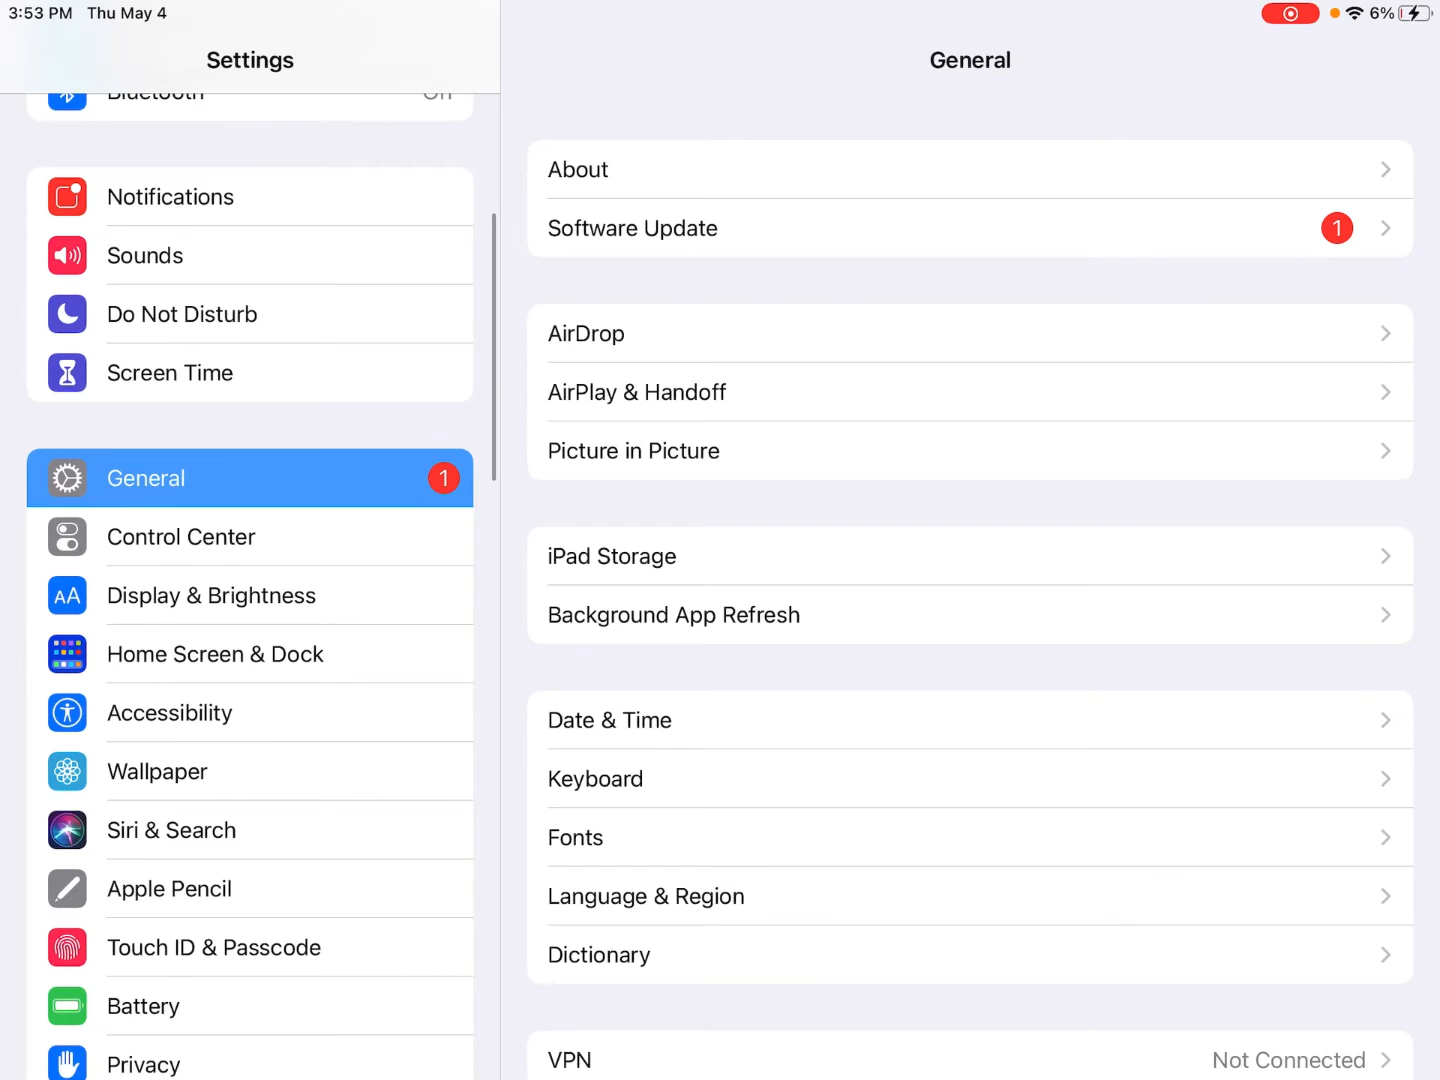 3:53 PM Thu May 4
6%
Settings
General
Bluetooth On
Notifications
Sounds
Do Not Disturb
Screen Time
General 1
Control Center
AA Display & Brightness
Home Screen & Dock
Accessibility
Wallpaper
Siri & Search
Apple Pencil
Touch ID & Passcode
Battery
Privacy
About
Software Update 1
AirDrop
AirPlay & Handoff
Picture in Picture
iPad Storage
Background App Refresh
Date & Time
Keyboard
Fonts
Language & Region
Dictionary
VPN Not Connected